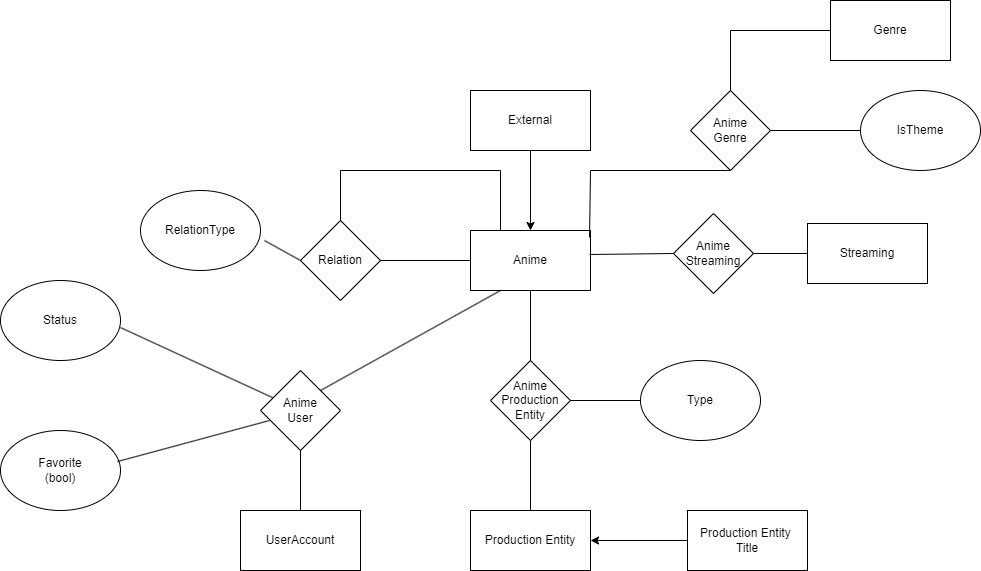 Genre
External
Anime
Genre
IsTheme
RelationType
Relation
Anime
Anime
Streaming
Streaming
Status
Anime
User
Anime
Production
Entity
Type
Favorite
(bool)
UserAccount
Production Entity
Production Entity
Title